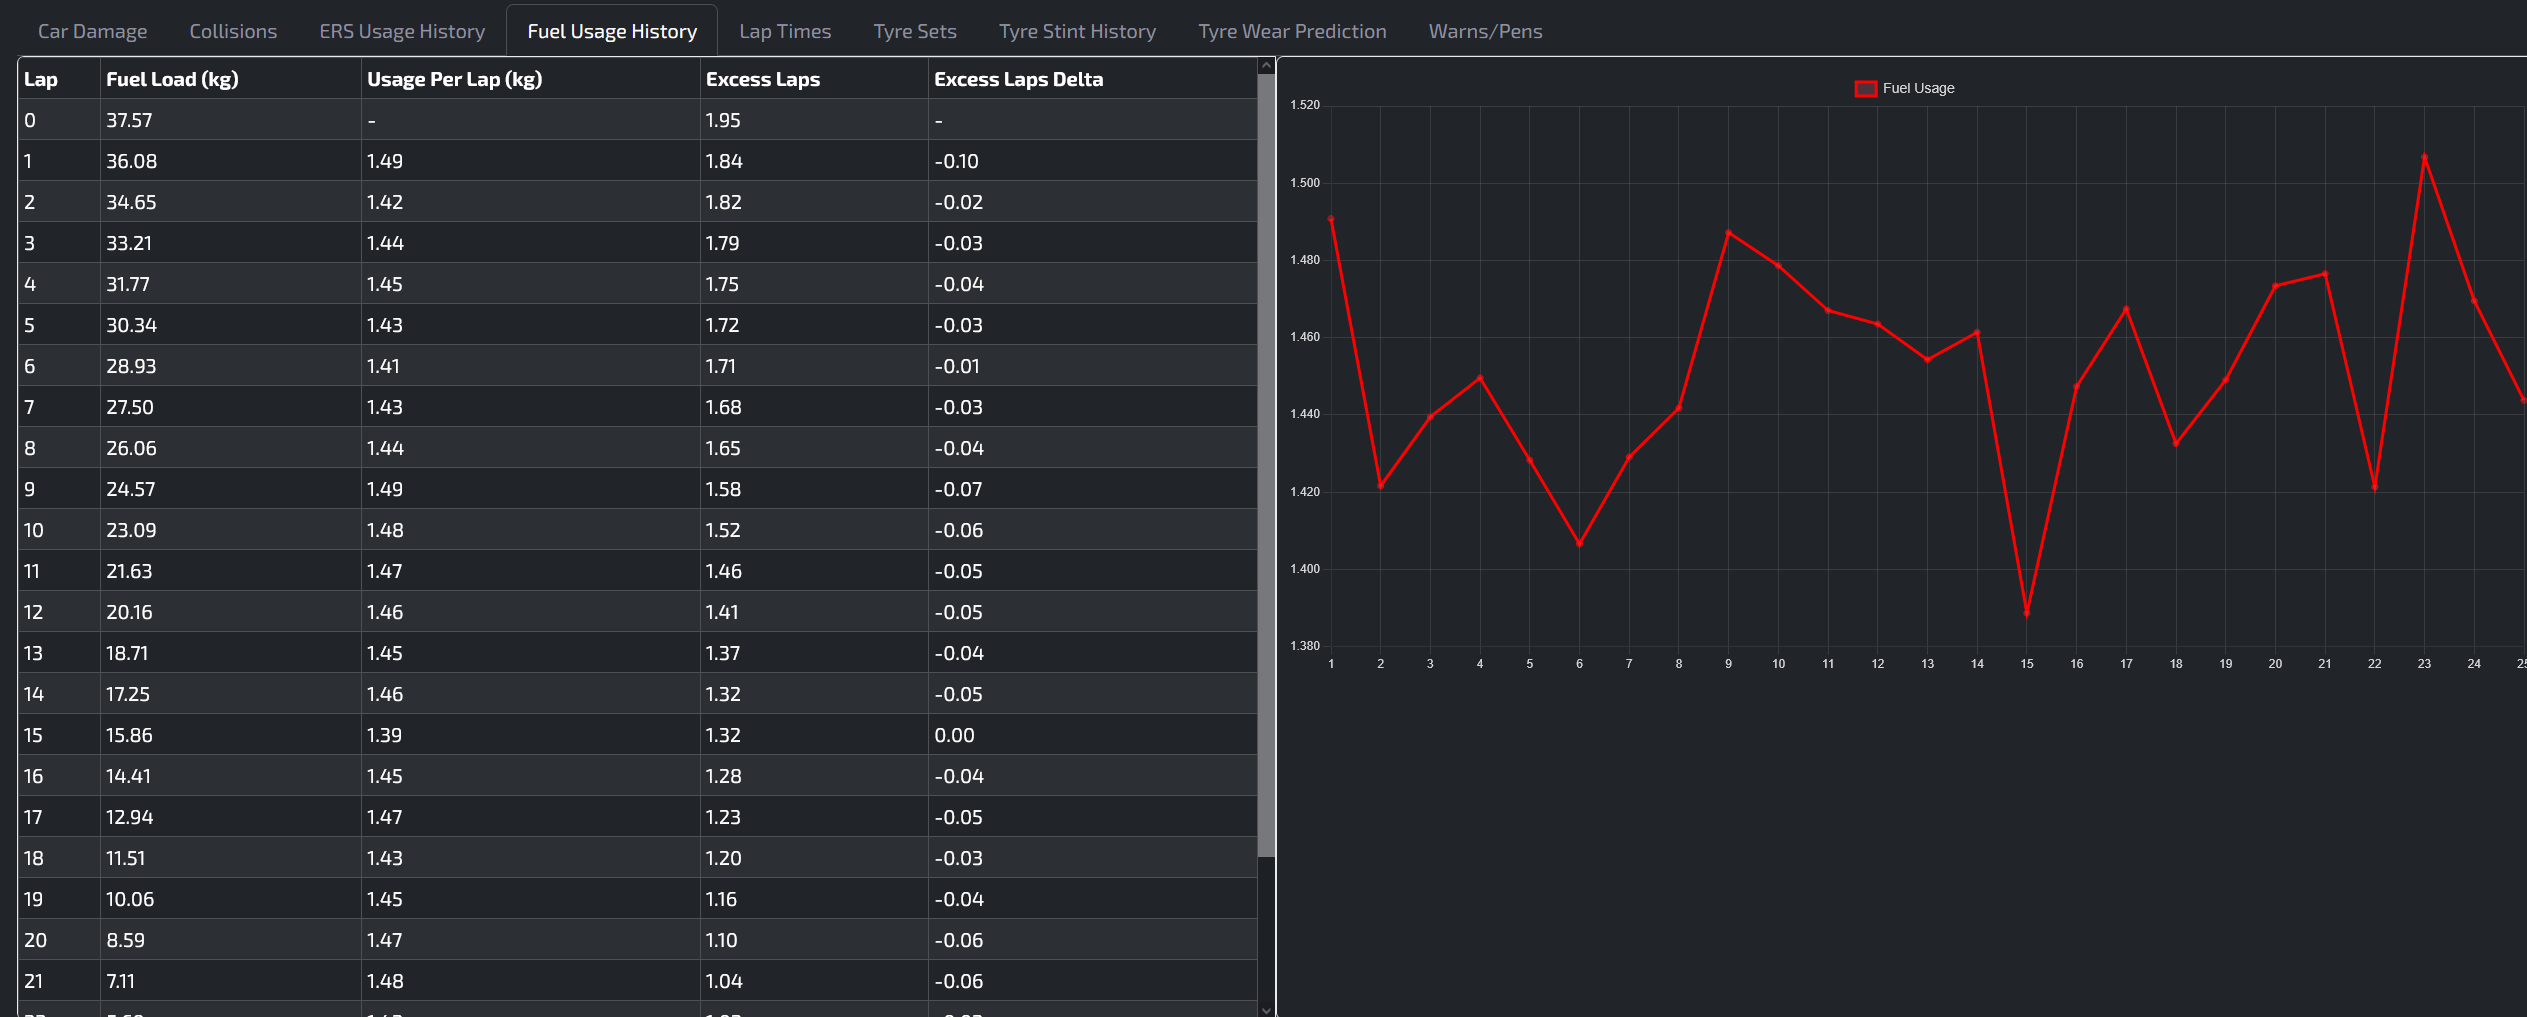 Car Damage Collisions ERS Usage History Fuel Usage History Lap Times Tyre Sets Tyre Stint History Tyre Wear Prediction Warns/Pens
Lap Fuel Load (kg) Usage Per Lap (kg) Excess Laps Excess Laps Delta
0 37.57 - 1.95 -
1 36.08 1.49 1.84 -0.10
2 34.65 1.42 1.82 -0.02
3 33.21 1.44 1.79 -0.03
4 31.77 1.45 1.75 -0.04
5 30.34 1.43 1.72 -0.03
6 28.93 1.41 1.71 -0.01
7 27.50 1.43 1.68 -0.03
8 26.06 1.44 1.65 -0.04
9 24.57 1.49 1.58 -0.07
10 23.09 1.48 1.52 -0.06
11 21.63 1.47 1.46 -0.05
12 20.16 1.46 1.41 -0.05
13 18.71 1.45 1.37 -0.04
14 17.25 1.46 1.32 -0.05
15 15.86 1.39 1.32 0.00
16 14.41 1.45 1.28 -0.04
17 12.94 1.47 1.23 -0.05
18 11.51 1.43 1.20 -0.03
19 10.06 1.45 1.16 -0.04
20 8.59 1.47 1.10 -0.06
21 7.11 1.48 1.04 -0.06
Fuel Usage
1.520
1.500
1.480
1.460
1.440
1.420
1.400
1.380
1 2 3 4 5 6 7 8 9 10 11 12 13 14 15 16 17 18 19 20 21 22 23 24 25